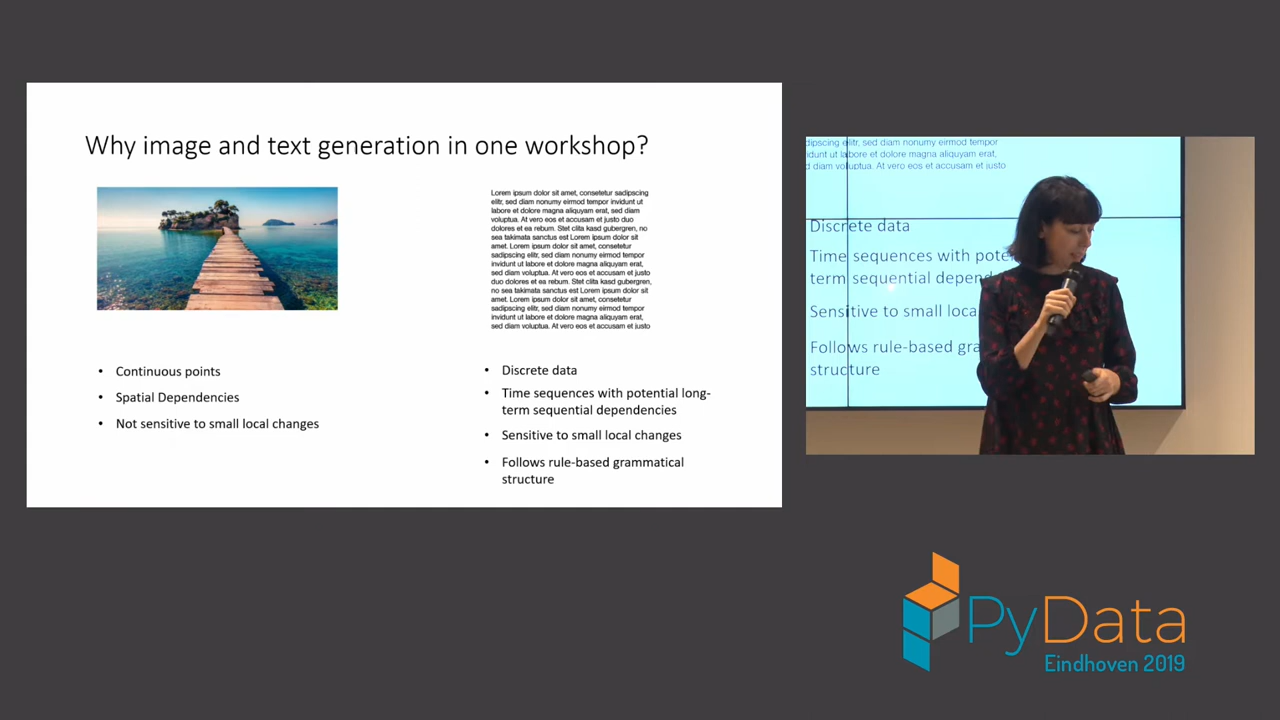 Why image and text generation in one workshop?
Lorem ipsum dolor sit amet, consetetur sadipscing
elitr, sed diam nonumy eirmod tempor invidunt ut
labore et dolore magna aliquyam erat, sed diam
voluptua. At vero eos et accusam et justo duo
dolores et ea rebum. Stet clita kasd gubergren, no
sea takimata sanctus est Lorem ipsum dolor sit
amet. Lorem ipsum dolor sit amet, consetetur
sadipscing elitr, sed diam nonumy eirmod tempor
invidunt ut labore et dolore magna aliquyam erat,
sed diam voluptua. At vero eos et accusam et justo
duo dolores et ea rebum. Stet clita kasd gubergren,
no sea takimata sanctus est Lorem ipsum dolor sit
amet. Lorem ipsum dolor sit amet, consetetur
sadipscing elitr, sed diam nonumy eirmod tempor
invidunt ut labore et dolore magna aliquyam erat,
sed diam voluptua. At vero eos et accusam et justo
• Continuous points
• Spatial Dependencies
• Not sensitive to small local changes
• Discrete data
• Time sequences with potential long-
term sequential dependencies
• Sensitive to small local changes
• Follows rule-based grammatical
structure
dipscing elitr, sed diam nonumy eirmod tempor
idunt ut labore et dolore magna aliquyam erat,
d diam voluptua. At vero eos et accusam et justo
Discrete data
Time sequences with pote
term sequential depend
Sensitive to small loca
Follows rule-based gra
structure
PyData
Eindhoven 2019